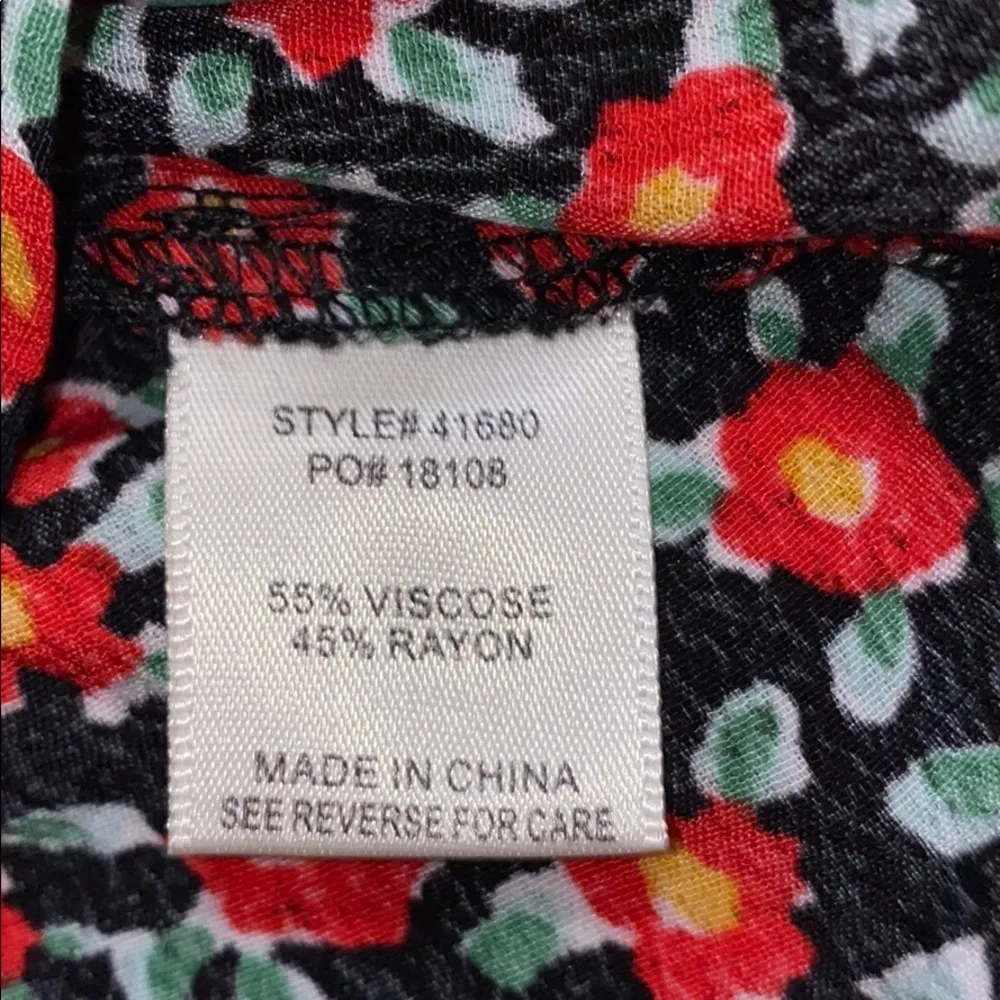 STYLE# 41680
PO# 18108
55% VISCOSE
45% RAYON
MADE IN CHINA
SEE REVERSE FOR CARE